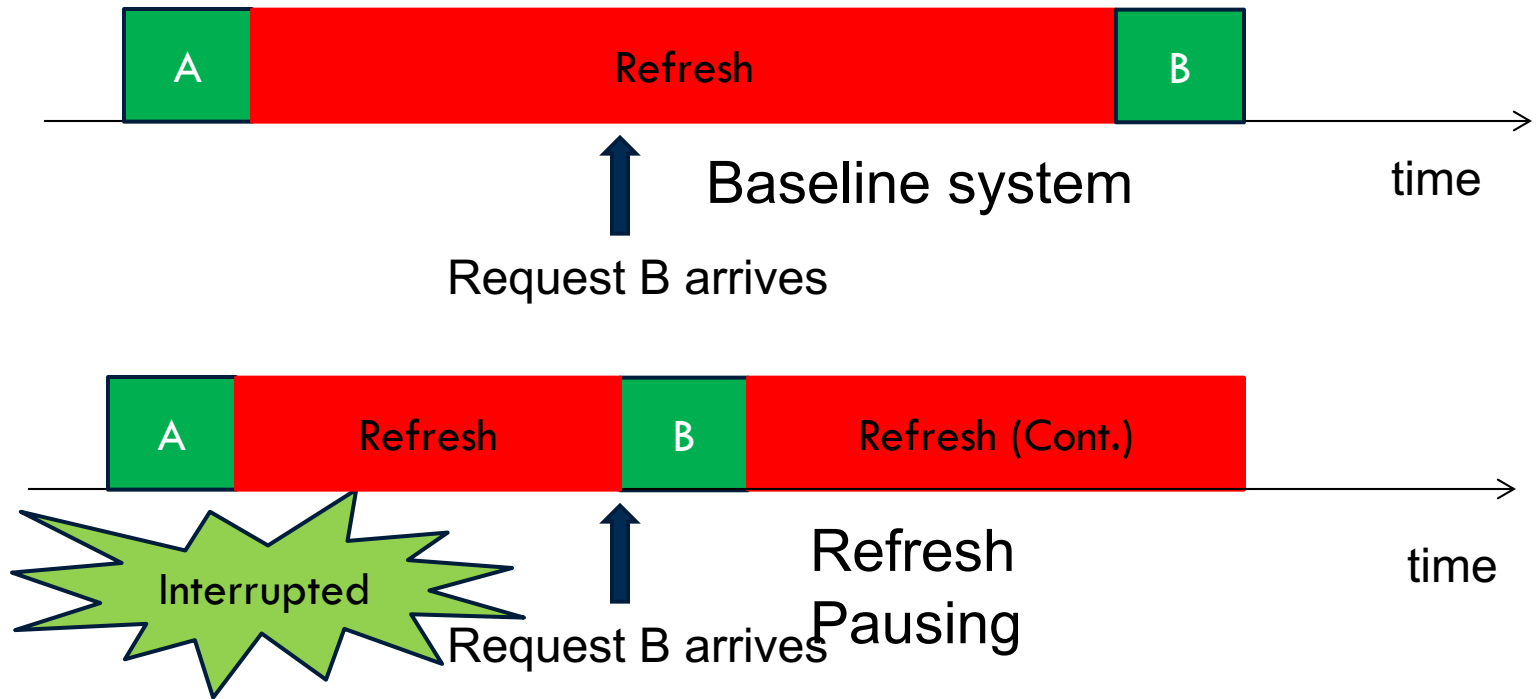 A Refresh B
Baseline system time
Request B arrives
A Refresh B Refresh (Cont.)
Interrupted
Refresh
Pausing
time
Request B arrives